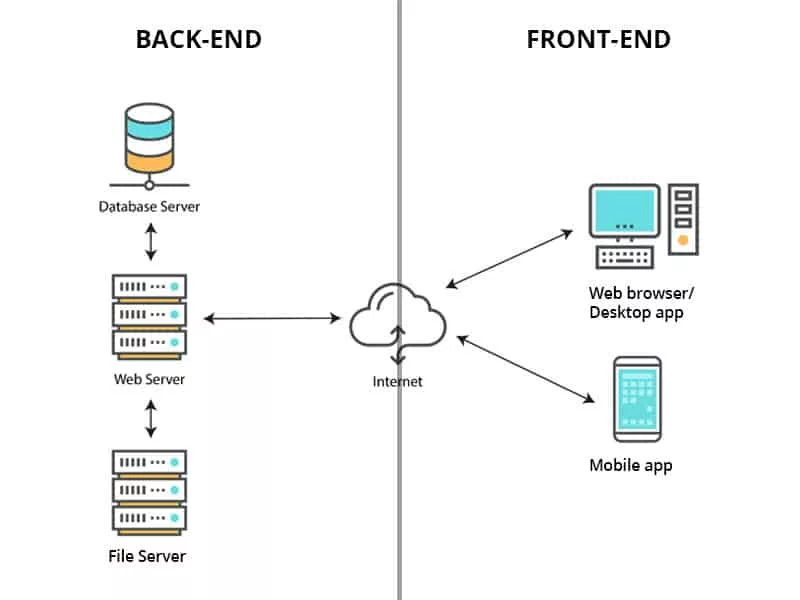 BACK-END
FRONT-END
Database Server
Web browser/
Desktop app
Web Server
Internet
Mobile app
File Server